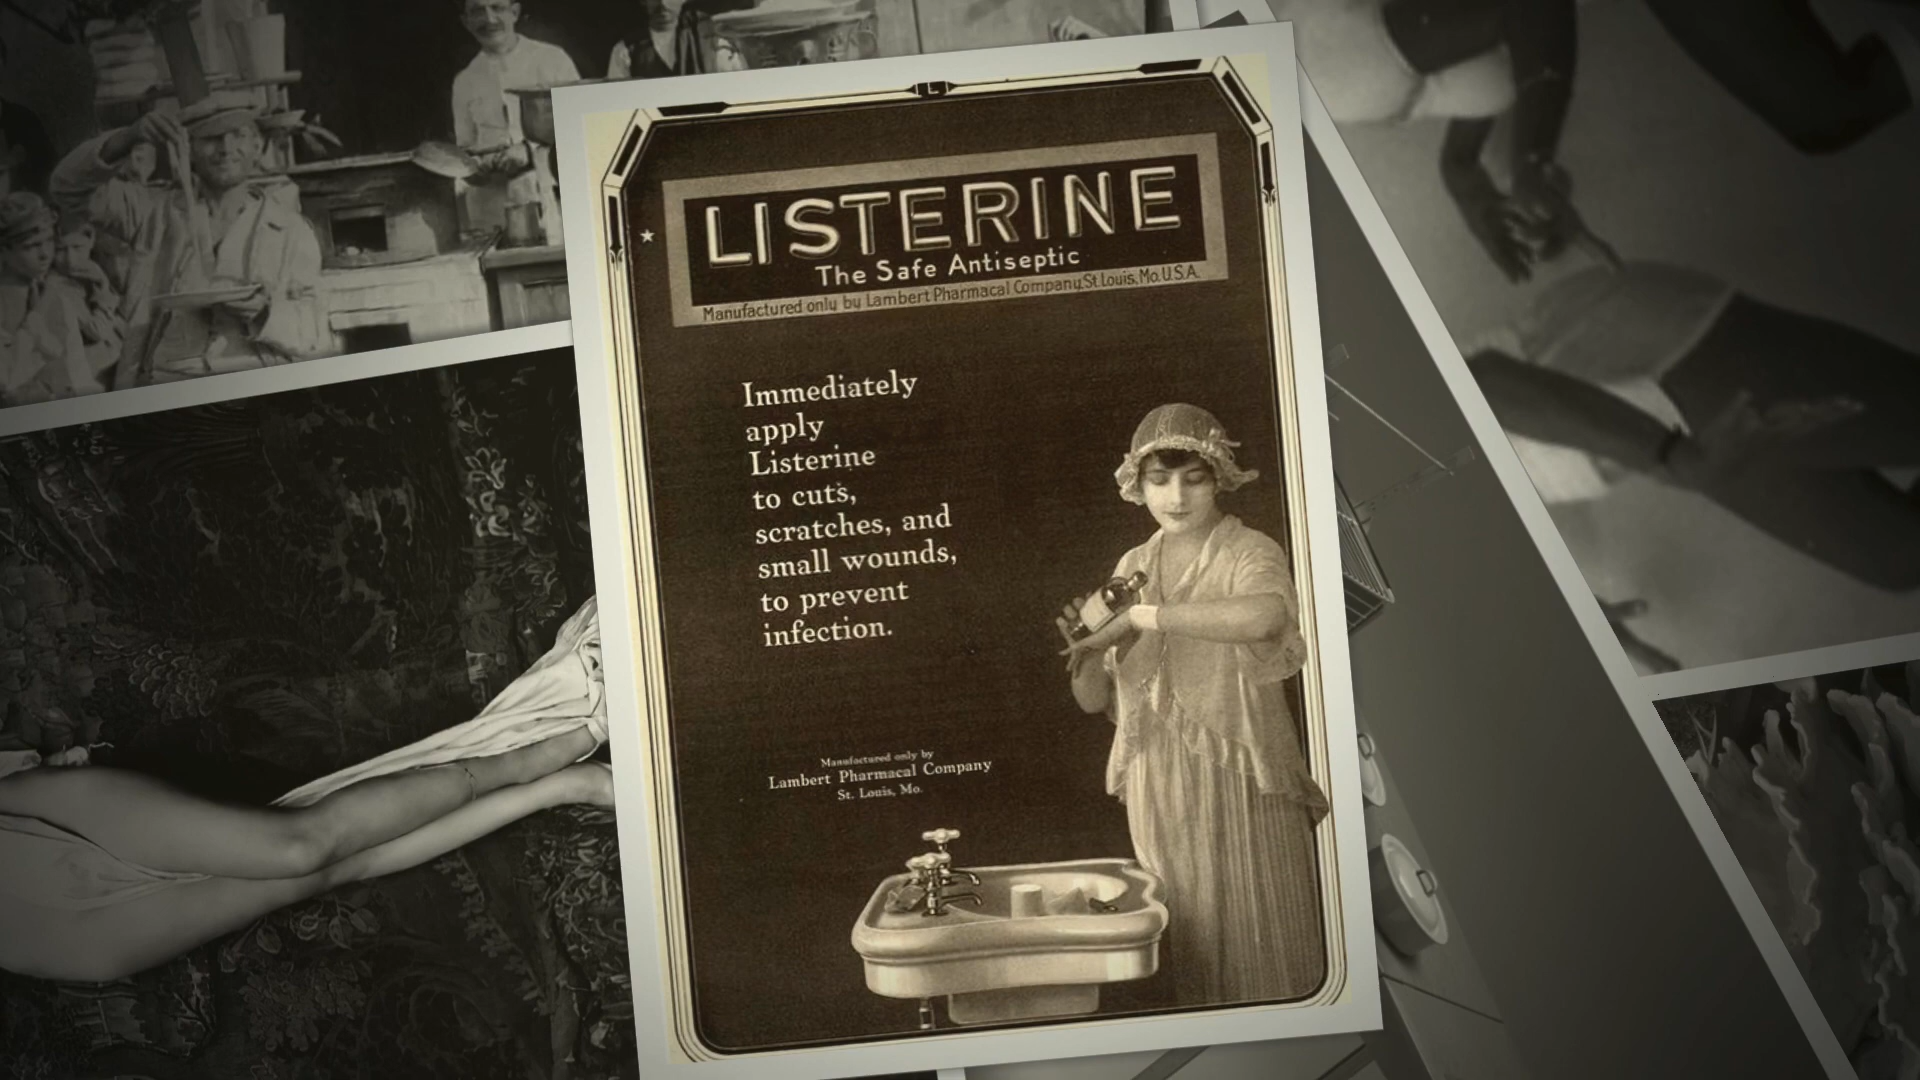 L
LISTERINE
The Safe Antiseptic
Manufactured only by Lambert Pharmacal Company, St. Louis, Mo. U.S.A.
Immediately
apply
Listerine
to cuts,
scratches, and
small wounds,
to prevent
infection.
Manufactured only by
Lambert Pharmacal Company
St. Louis, Mo.